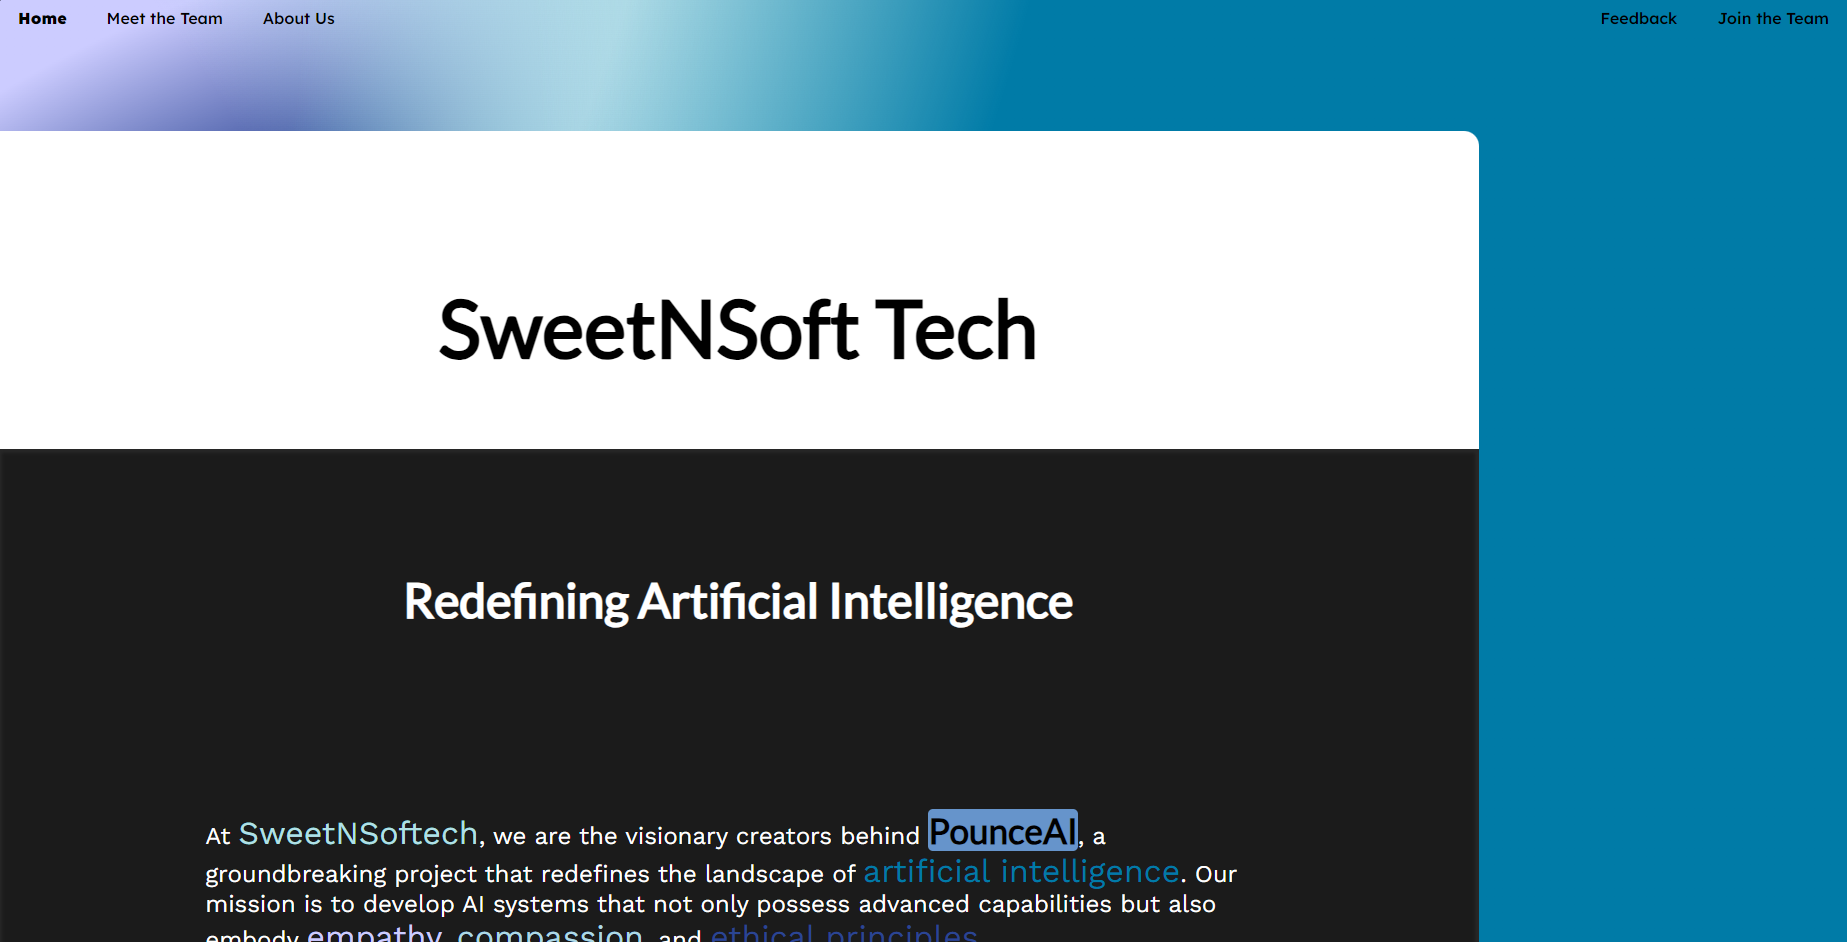 Home Meet the Team About Us Feedback Join the Team
SweetNSoft Tech
Redefining Artificial Intelligence
At SweetNSoftech, we are the visionary creators behind PounceAI, a
groundbreaking project that redefines the landscape of artificial intelligence. Our
mission is to develop AI systems that not only possess advanced capabilities but also
embody empathy, compassion, and ethical principles.